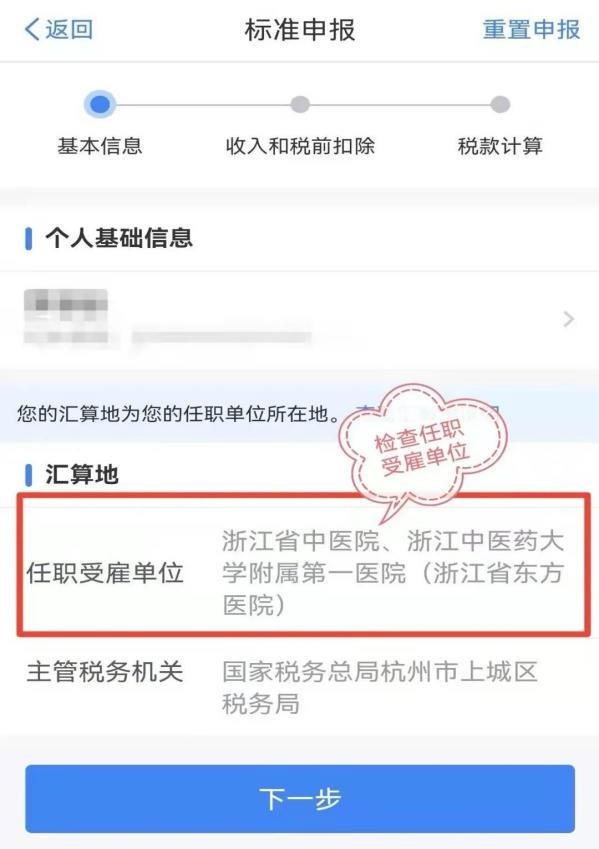 返回
标准申报
重置申报
基本信息
收入和税前扣除
税款计算
个人基础信息
您的汇算地为您的任职单位所在地。
检查任职
受雇单位
汇算地
任职受雇单位
浙江省中医院、浙江中医药大
学附属第一医院（浙江省东方
医院）
主管税务机关
国家税务总局杭州市上城区
税务局
下一步